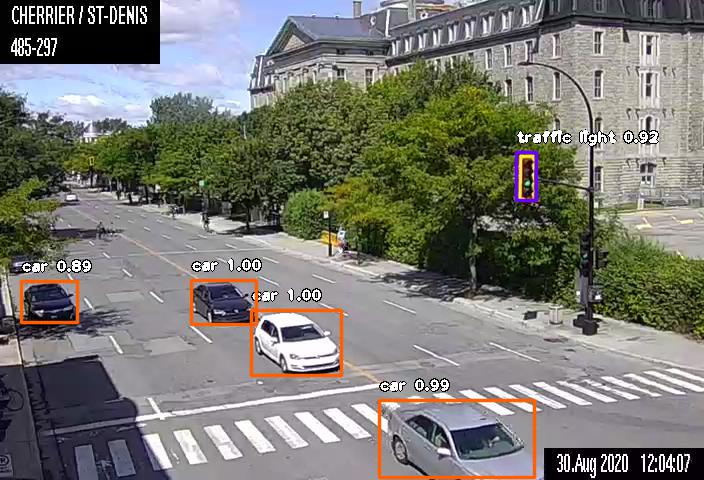 CHERRIER / ST-DENIS
485-297
traffic light 0.92
car 0.89
car 1.00
car 1.00
car 0.99
30.Aug 2020 12:04:07